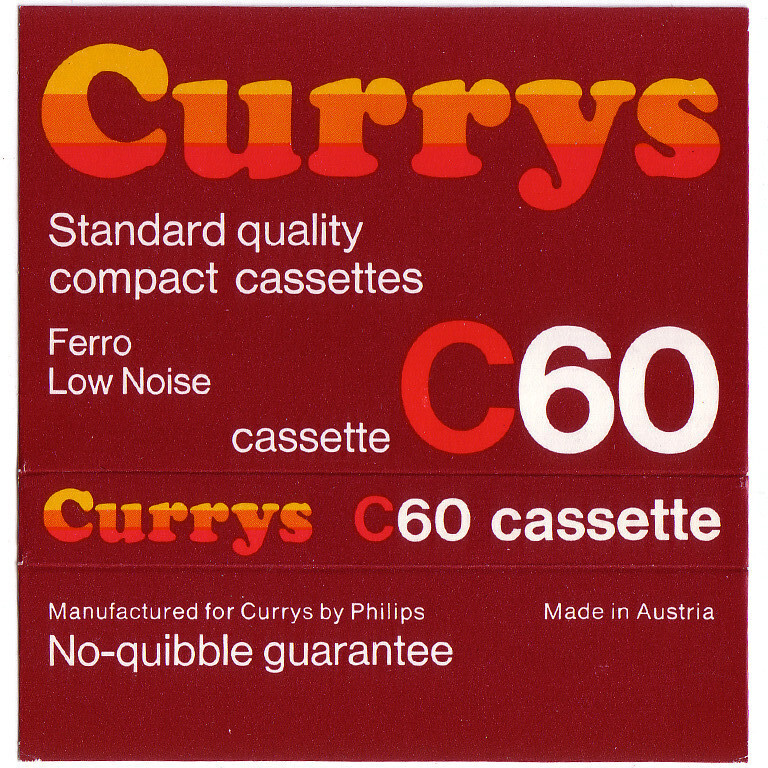 Currys
Standard quality
compact cassettes
Ferro
Low Noise
cassette C60
Currys C60 cassette
Manufactured for Currys by Philips Made in Austria
No-quibble guarantee